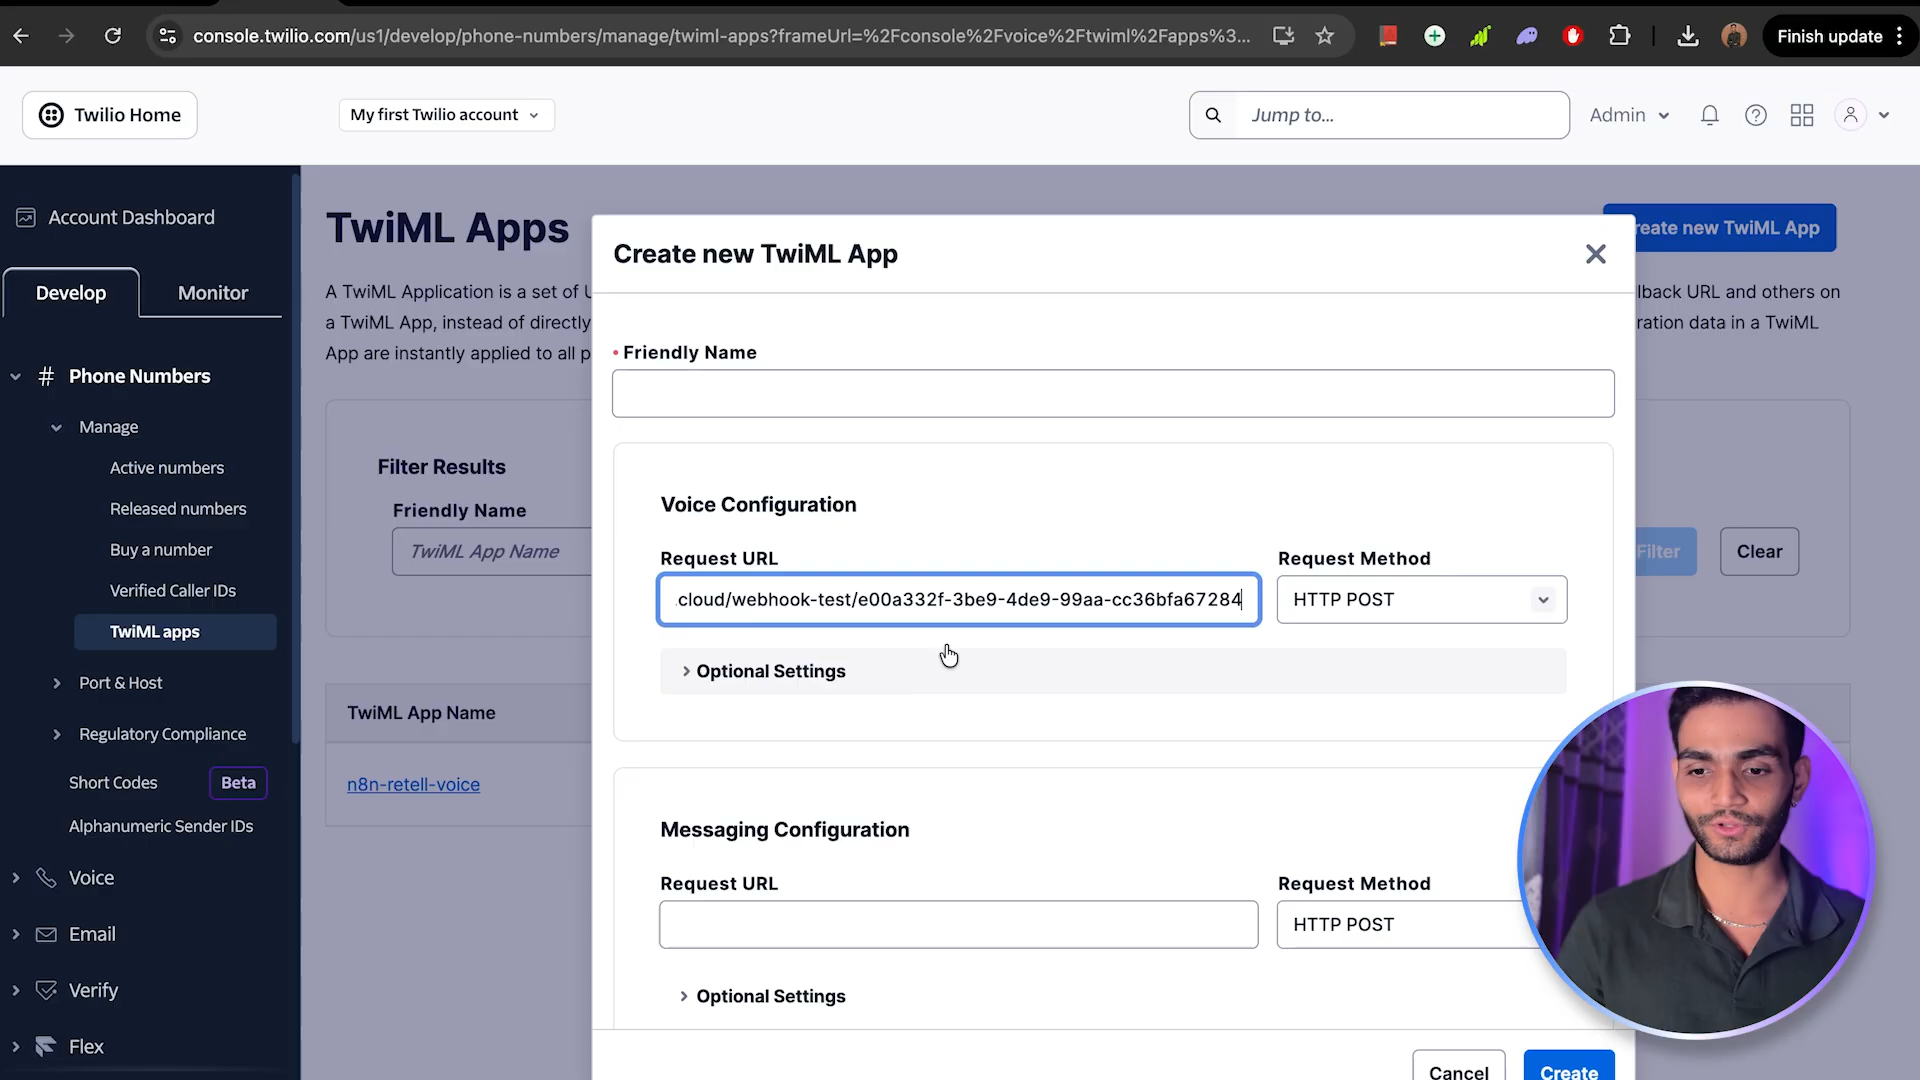 console.twilio.com/us1/develop/phone-numbers/manage/twiml-apps?frameUrl=%2Fconsole%2Fvoice%2Ftwiml%2Fapps%3...
Finish update
Twilio Home
My first Twilio account
Jump to...
Admin
Account Dashboard
Develop
Monitor
Phone Numbers
Manage
Active numbers
Released numbers
Buy a number
Verified Caller IDs
TwiML apps
Port & Host
Regulatory Compliance
Short Codes
Beta
Alphanumeric Sender IDs
Voice
Email
Verify
Flex
TwiML Apps
reate new TwiML App
A TwiML Application is a set of U
lback URL and others on
a TwiML App, instead of directly
ration data in a TwiML
App are instantly applied to all p
Filter Results
Friendly Name
TwiML App Name
Filter
Clear
TwiML App Name
n8n-retell-voice
Create new TwiML App
• Friendly Name
Voice Configuration
Request URL
Request Method
.cloud/webhook-test/e00a332f-3be9-4de9-99aa-cc36bfa67284
HTTP POST
Optional Settings
Messaging Configuration
Request URL
Request Method
HTTP POST
Optional Settings
Cancel
Create